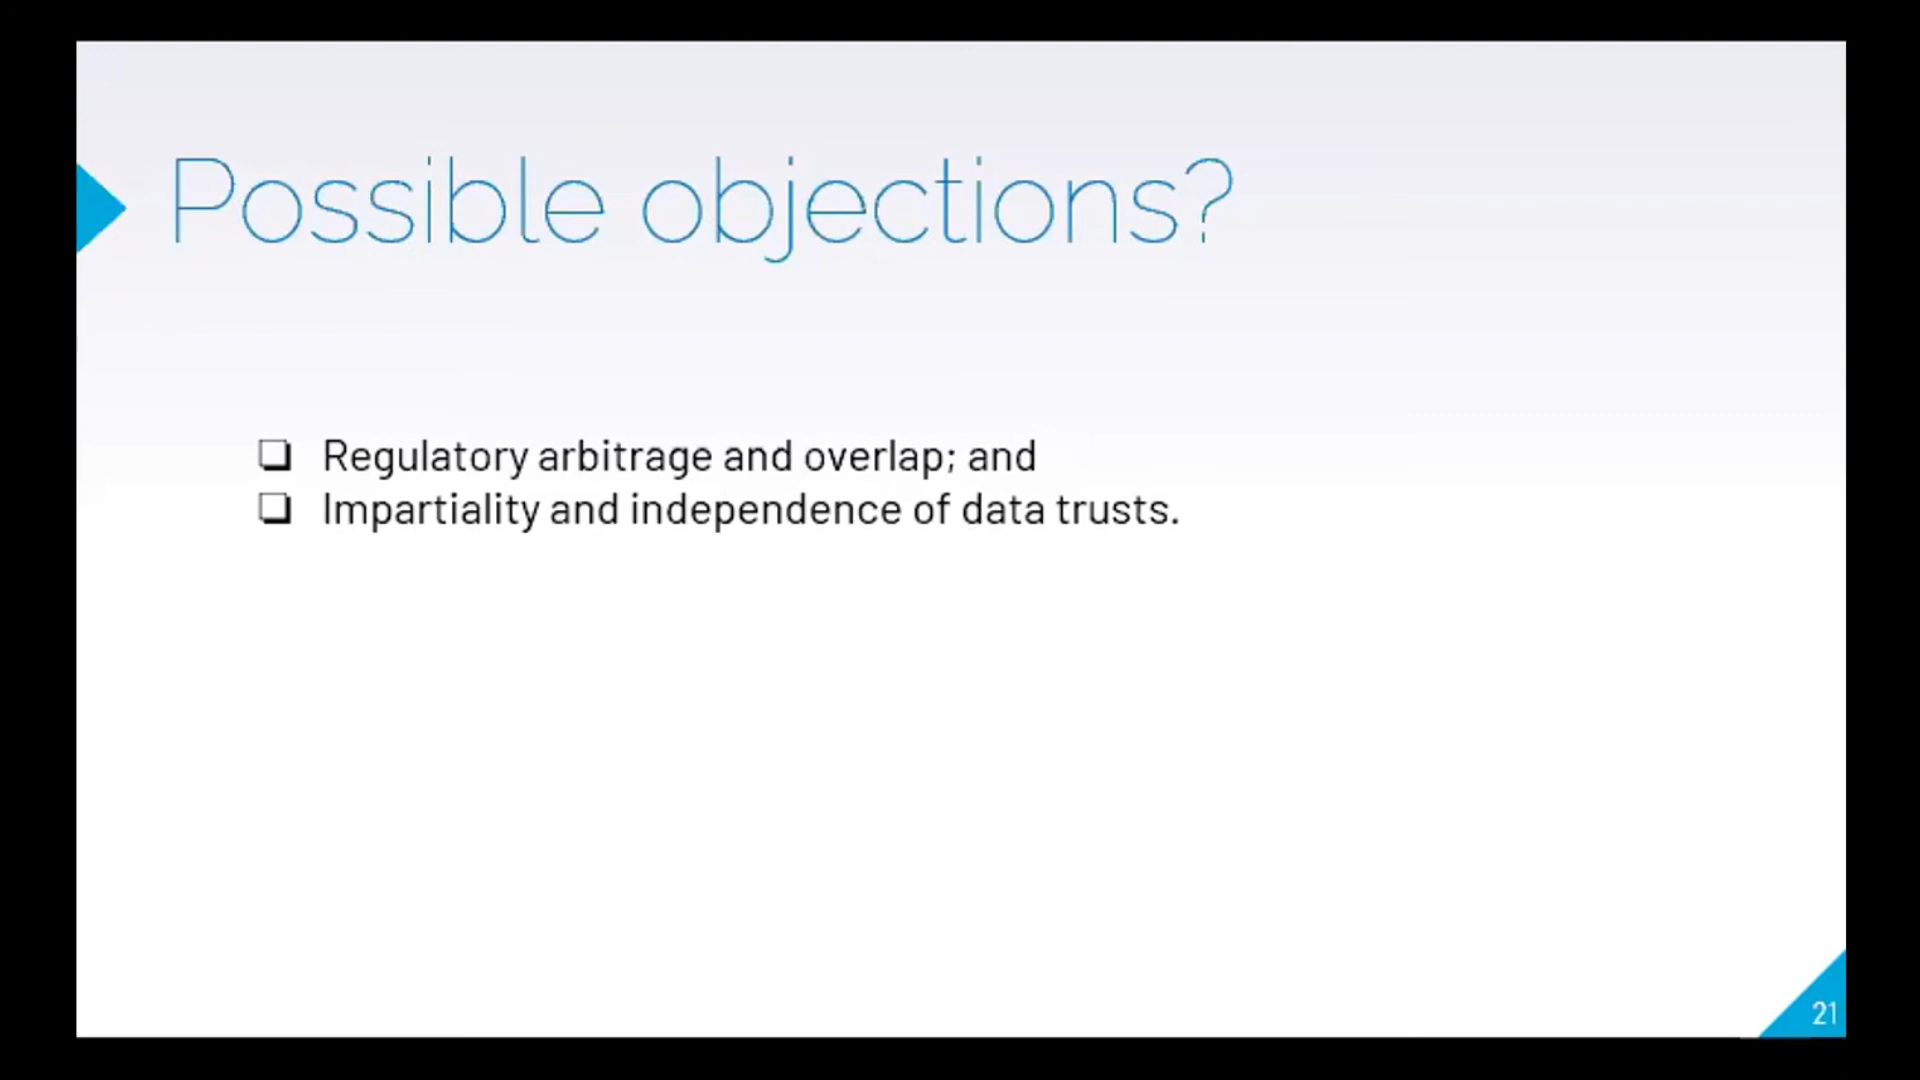 Possible objections?
❏ Regulatory arbitrage and overlap; and
❏ Impartiality and independence of data trusts.
21